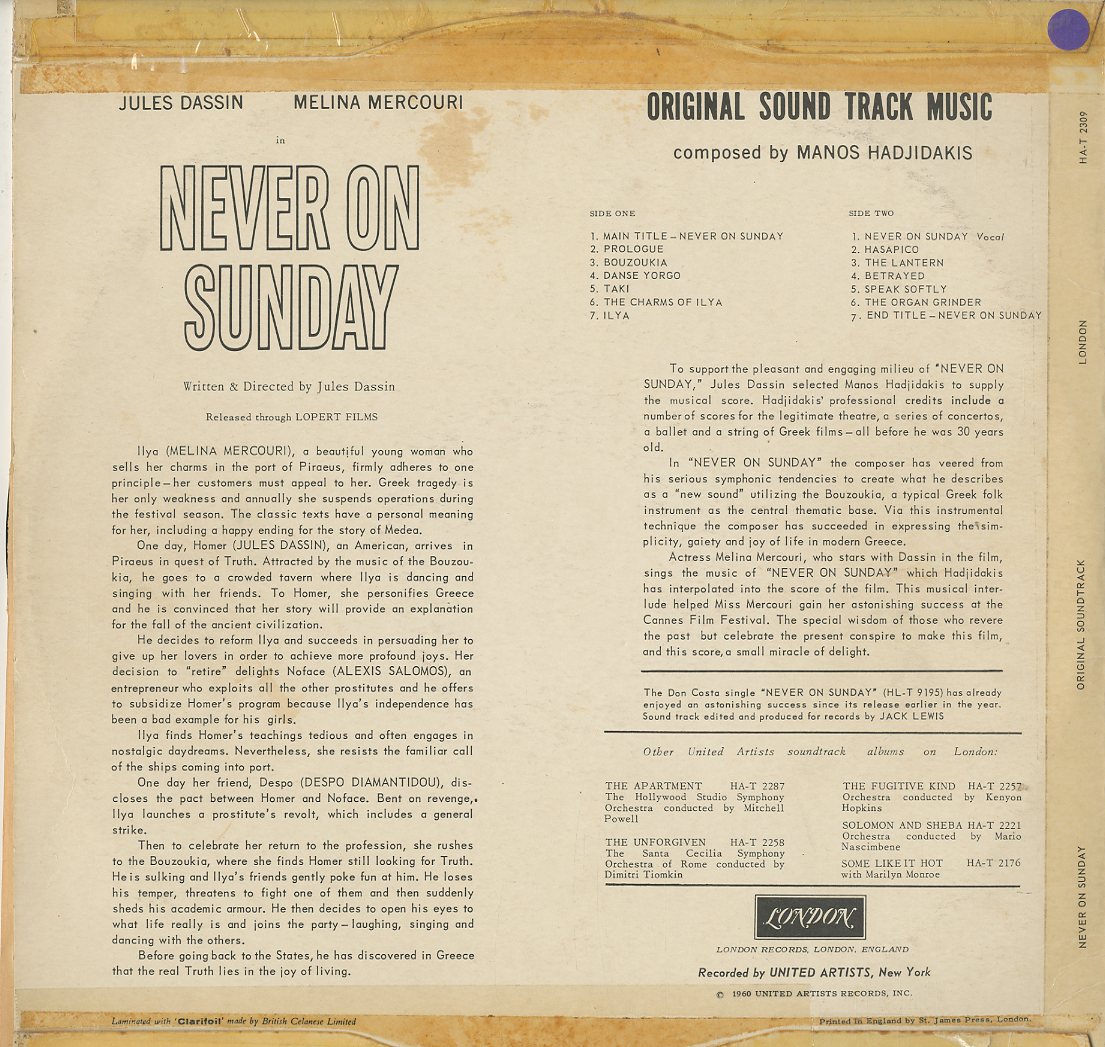 JULES DASSIN MELINA MERCOURI
in
NEVER ON
SUNDAY
Written & Directed by Jules Dassin
Released through LOPERT FILMS
Ilya (MELINA MERCOURI), a beautiful young woman who
sells her charms in the port of Piraeus, firmly adheres to one
principle—her customers must appeal to her. Greek tragedy is
her only weakness and annually she suspends operations during
the festival season. The classic texts have a personal meaning
for her, including a happy ending for the story of Medea.
One day, Homer (JULES DASSIN), an American, arrives in
Piraeus in quest of Truth. Attracted by the music of the Bouzou-
kia, he goes to a crowded tavern where Ilya is dancing and
singing with her friends. To Homer, she personifies Greece
and he is convinced that her story will provide an explanation
for the fall of the ancient civilization.
He decides to reform Ilya and succeeds in persuading her to
give up her lovers in order to achieve more profound joys. Her
decision to "retire" delights Noface (ALEXIS SALOMOS), an
entrepreneur who exploits all the other prostitutes and he offers
to subsidize Homer's program because Ilya's independence has
been a bad example for his girls.
Ilya finds Homer's teachings tedious and often engages in
nostalgic daydreams. Nevertheless, she resists the familiar call
of the ships coming into port.
One day her friend, Despo (DESPO DIAMANTIDOU), dis-
closes the pact between Homer and Noface. Bent on revenge,
Ilya launches a prostitute's revolt, which includes a general
strike.
Then to celebrate her return to the profession, she rushes
to the Bouzoukia, where she finds Homer still looking for Truth.
He is sulking and Ilya's friends gently poke fun at him. He loses
his temper, threatens to fight one of them and then suddenly
sheds his academic armour. He then decides to open his eyes to
what life really is and joins the party—laughing, singing and
dancing with the others.
Before going back to the States, he has discovered in Greece
that the real Truth lies in the joy of living.
Laminated with 'Clarifoil' made by British Celanese Limited
ORIGINAL SOUND TRACK MUSIC
composed by MANOS HADJIDAKIS
SIDE ONE
1. MAIN TITLE—NEVER ON SUNDAY
2. PROLOGUE
3. BOUZOUKIA
4. DANSE YORGO
5. TAKI
6. THE CHARMS OF ILYA
7. ILYA
SIDE TWO
1. NEVER ON SUNDAY Vocal
2. HASAPICO
3. THE LANTERN
4. BETRAYED
5. SPEAK SOFTLY
6. THE ORGAN GRINDER
7. END TITLE—NEVER ON SUNDAY
To support the pleasant and engaging milieu of "NEVER ON
SUNDAY," Jules Dassin selected Manos Hadjidakis to supply
the musical score. Hadjidakis' professional credits include a
number of scores for the legitimate theatre, a series of concertos,
a ballet and a string of Greek films—all before he was 30 years
old.
In "NEVER ON SUNDAY" the composer has veered from
his serious symphonic tendencies to create what he describes
as a "new sound" utilizing the Bouzoukia, a typical Greek folk
instrument as the central thematic base. Via this instrumental
technique the composer has succeeded in expressing the sim-
plicity, gaiety and joy of life in modern Greece.
Actress Melina Mercouri, who stars with Dassin in the film,
sings the music of "NEVER ON SUNDAY" which Hadjidakis
has interpolated into the score of the film. This musical inter-
lude helped Miss Mercouri gain her astonishing success at the
Cannes Film Festival. The special wisdom of those who revere
the past but celebrate the present conspire to make this film,
and this score, a small miracle of delight.
The Don Costa single "NEVER ON SUNDAY" (HL-T 9195) has already
enjoyed an astonishing success since its release earlier in the year.
Sound track edited and produced for records by JACK LEWIS
Other United Artists soundtrack albums on London:
THE APARTMENT HA-T 2287
The Hollywood Studio Symphony
Orchestra conducted by Mitchell
Powell
THE UNFORGIVEN HA-T 2258
The Santa Cecilia Symphony
Orchestra of Rome conducted by
Dimitri Tiomkin
THE FUGITIVE KIND HA-T 2257
Orchestra conducted by Kenyon
Hopkins
SOLOMON AND SHEBA HA-T 2221
Orchestra conducted by Mario
Nascimbene
SOME LIKE IT HOT HA-T 2176
with Marilyn Monroe
LONDON
LONDON RECORDS, LONDON, ENGLAND
Recorded by UNITED ARTISTS, New York
© 1960 UNITED ARTISTS RECORDS, INC.
Printed in England by St. James Press, London.
HA-T 2309
LONDON
ORIGINAL SOUNDTRACK
NEVER ON SUNDAY